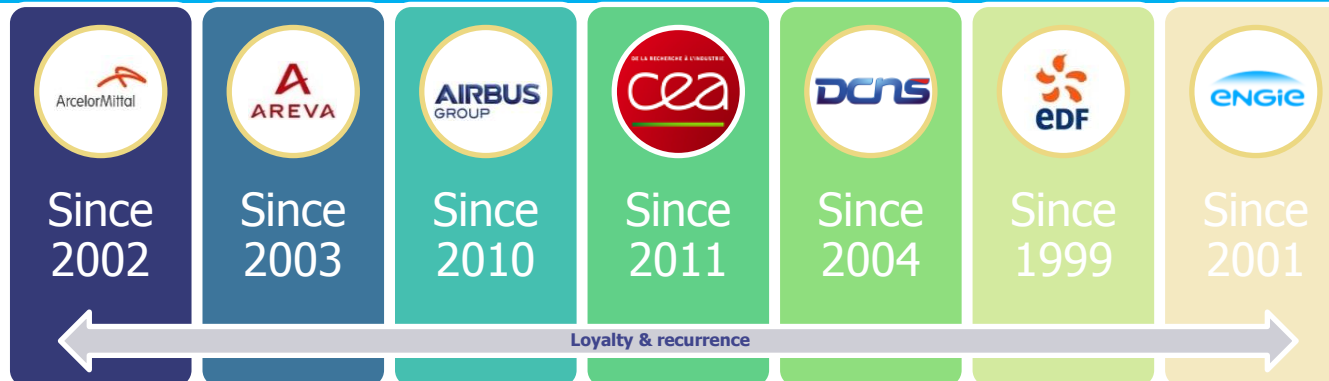 ArcelorMittal
Since
2002
AREVA
Since
2003
AIRBUS
GROUP
Since
2010
DE LA RECHERCHE À L'INDUSTRIE
cea
Since
2011
DCNS
Since
2004
eDF
Since
1999
ENGIE
Since
2001
Loyalty & recurrence